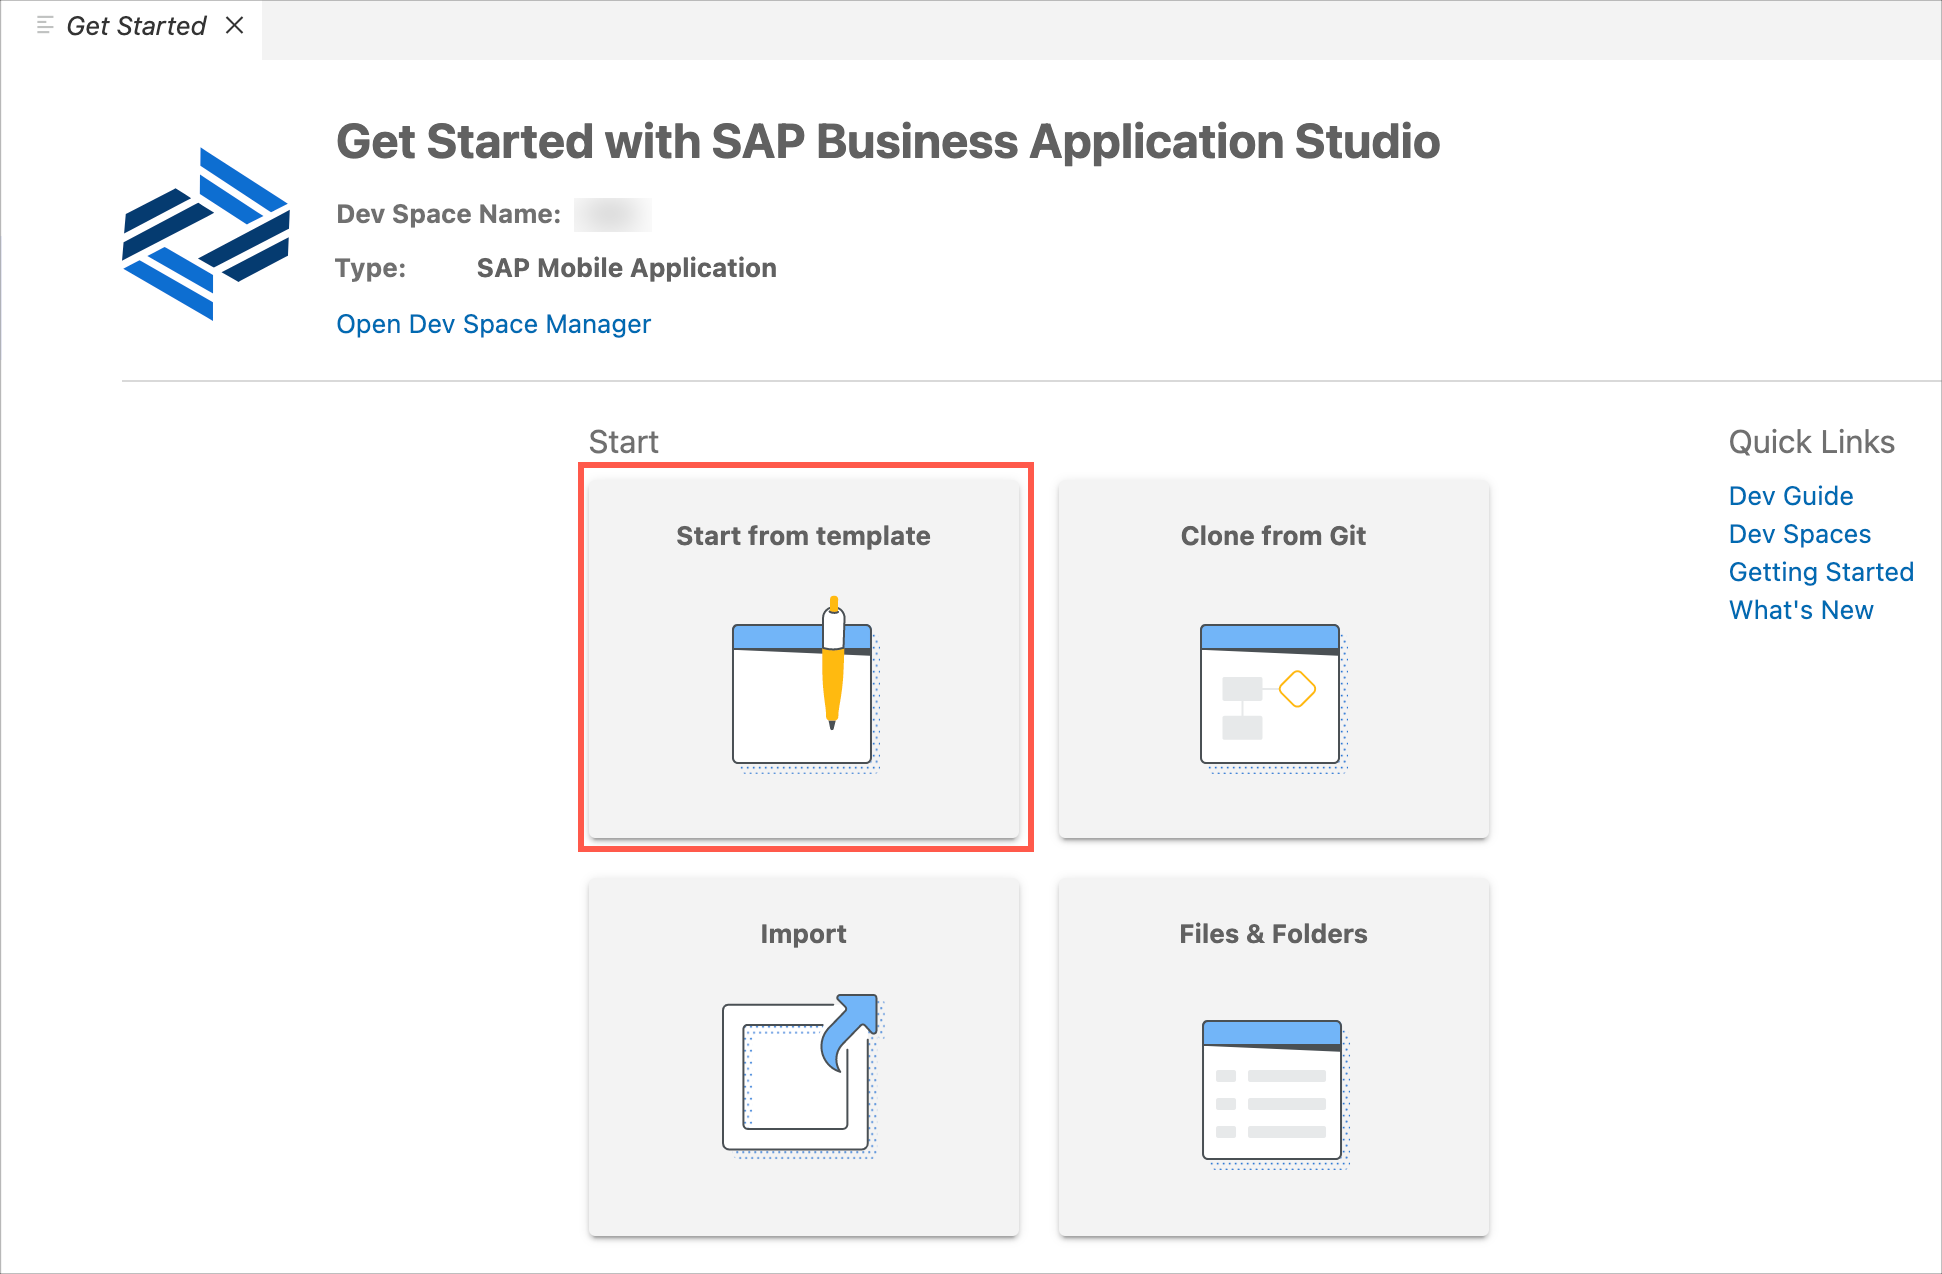 Get Started
Get Started with SAP Business Application Studio
Dev Space Name:
Type: SAP Mobile Application
Open Dev Space Manager
Start
Quick Links
Start from template
Clone from Git
Dev Guide
Dev Spaces
Getting Started
What's New
Import
Files & Folders